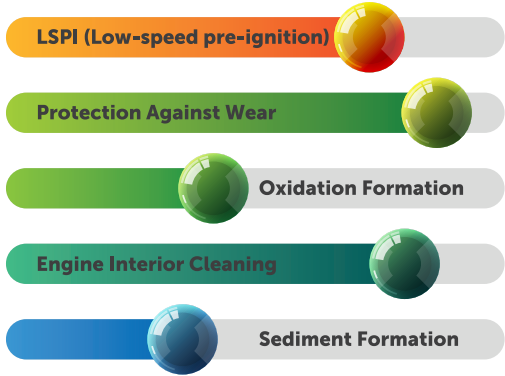 LSPI (Low-speed pre-ignition)
Protection Against Wear
Oxidation Formation
Engine Interior Cleaning
Sediment Formation